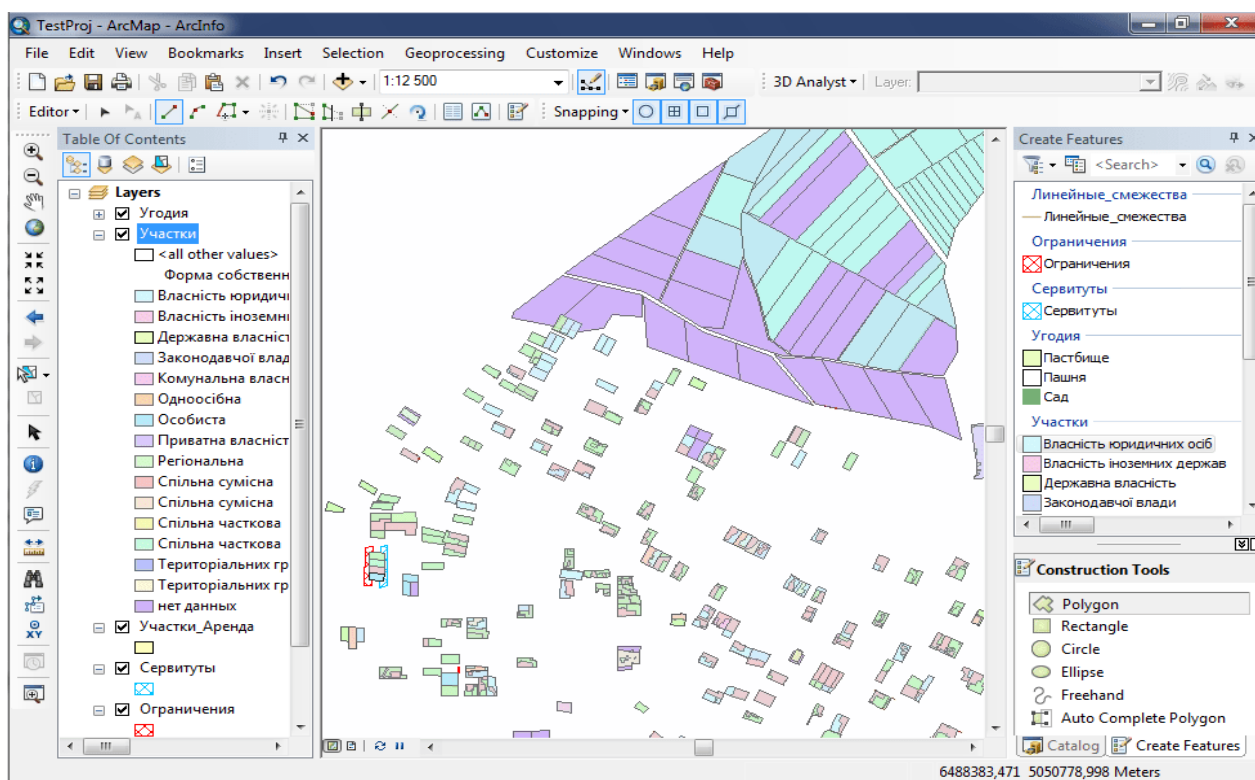 TestProj - ArcMap - ArcInfo
File Edit View Bookmarks Insert Selection Geoprocessing Customize Windows Help
1:12 500 3D Analyst Layer:
Editor Snapping
Table Of Contents
Layers
Угодия
Участки
<all other values>
Форма собственн
Власність юридичн
Власність іноземні
Державна власніст
Законодавчої влад
Комунальна власн
Одноосібна
Особиста
Приватна власніст
Регіональна
Спільна сумісна
Спільна сумісна
Спільна часткова
Спільна часткова
Територіальних гр
Територіальних гр
нет данных
Участки_Аренда
Сервитуты
Ограничения
Create Features
<Search>
Линейные_смежества
Линейные_смежества
Ограничения
Ограничения
Сервитуты
Сервитуты
Угодия
Пастбище
Пашня
Сад
Участки
Власність юридичних осіб
Власність іноземних держав
Державна власність
Законодавчої влади
Construction Tools
Polygon
Rectangle
Circle
Ellipse
Freehand
Auto Complete Polygon
Catalog Create Features
6488383,471 5050778,998 Meters